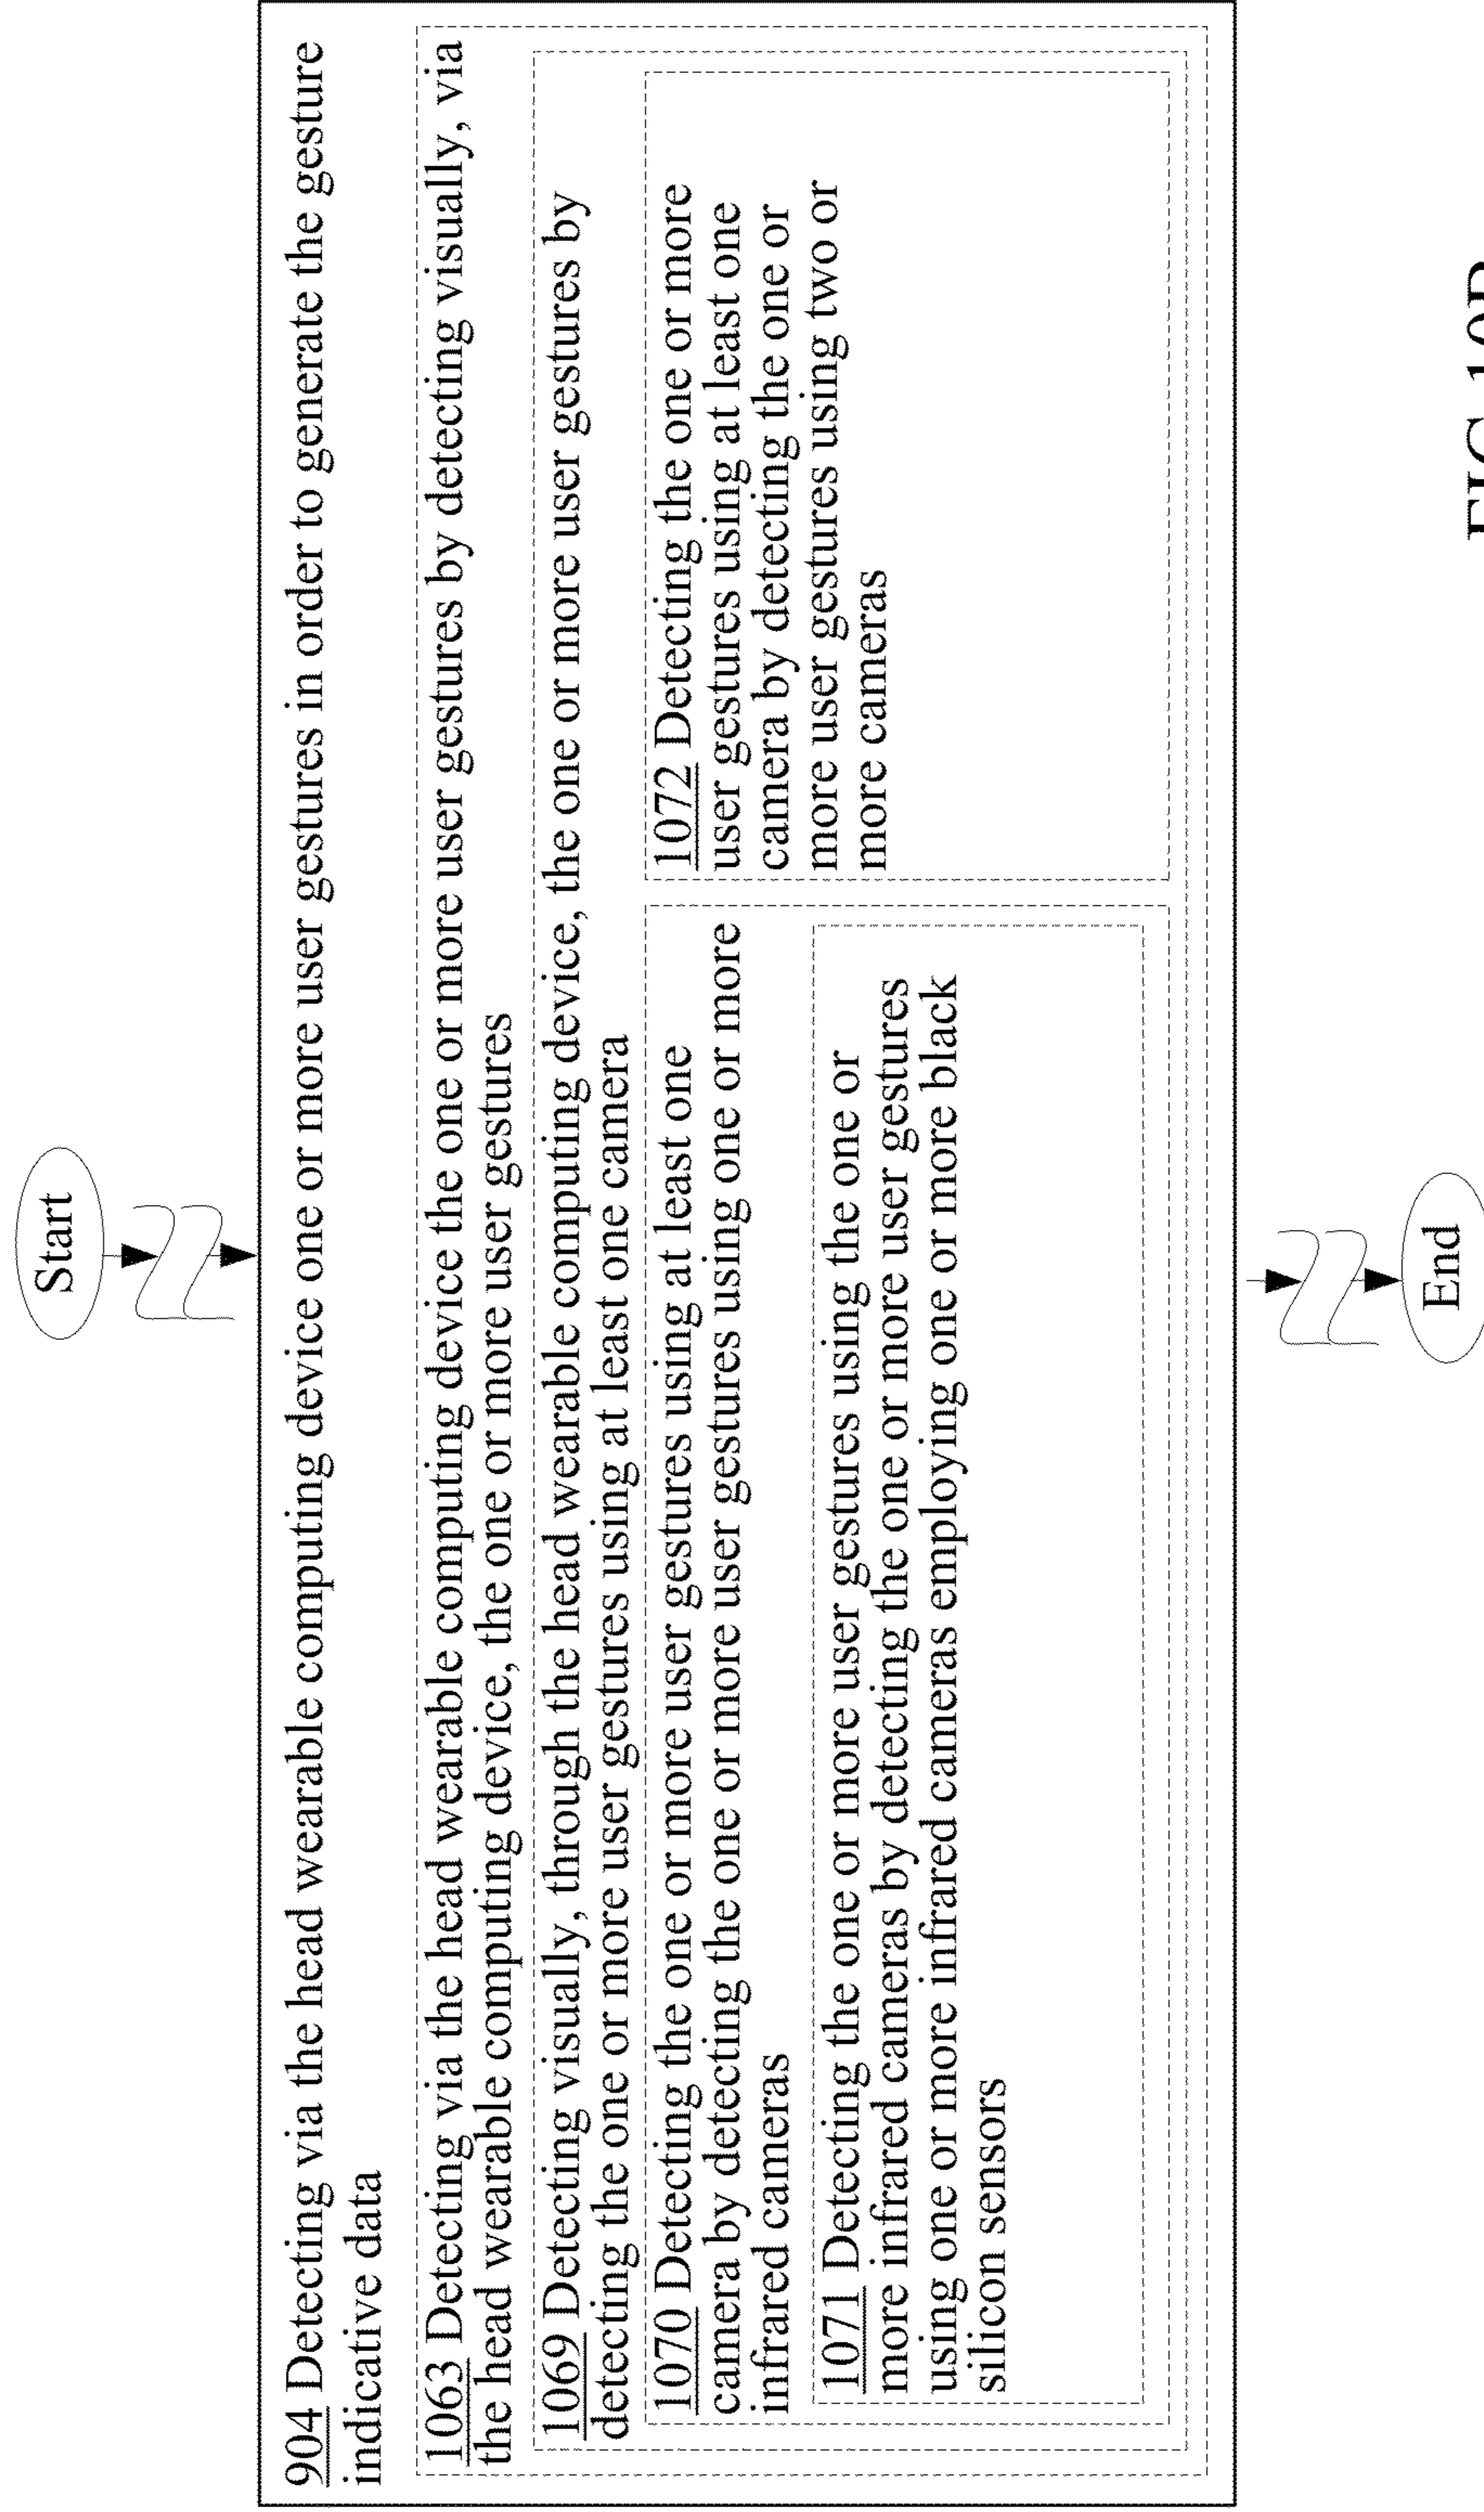 Start
904 Detecting via the head wearable computing device one or more user gestures in order to generate the gesture
indicative data
1063 Detecting via the head wearable computing device the one or more user gestures by detecting visually, via
the head wearable computing device, the one or more user gestures
1069 Detecting visually, through the head wearable computing device, the one or more user gestures by
detecting the one or more user gestures using at least one camera
1070 Detecting the one or more user gestures using at least one
camera by detecting the one or more user gestures using one or more
infrared cameras
1071 Detecting the one or more user gestures using the one or
more infrared cameras by detecting the one or more user gestures
using one or more infrared cameras employing one or more black
silicon sensors
1072 Detecting the one or more
user gestures using at least one
camera by detecting the one or
more user gestures using two or
more cameras
End
FIG